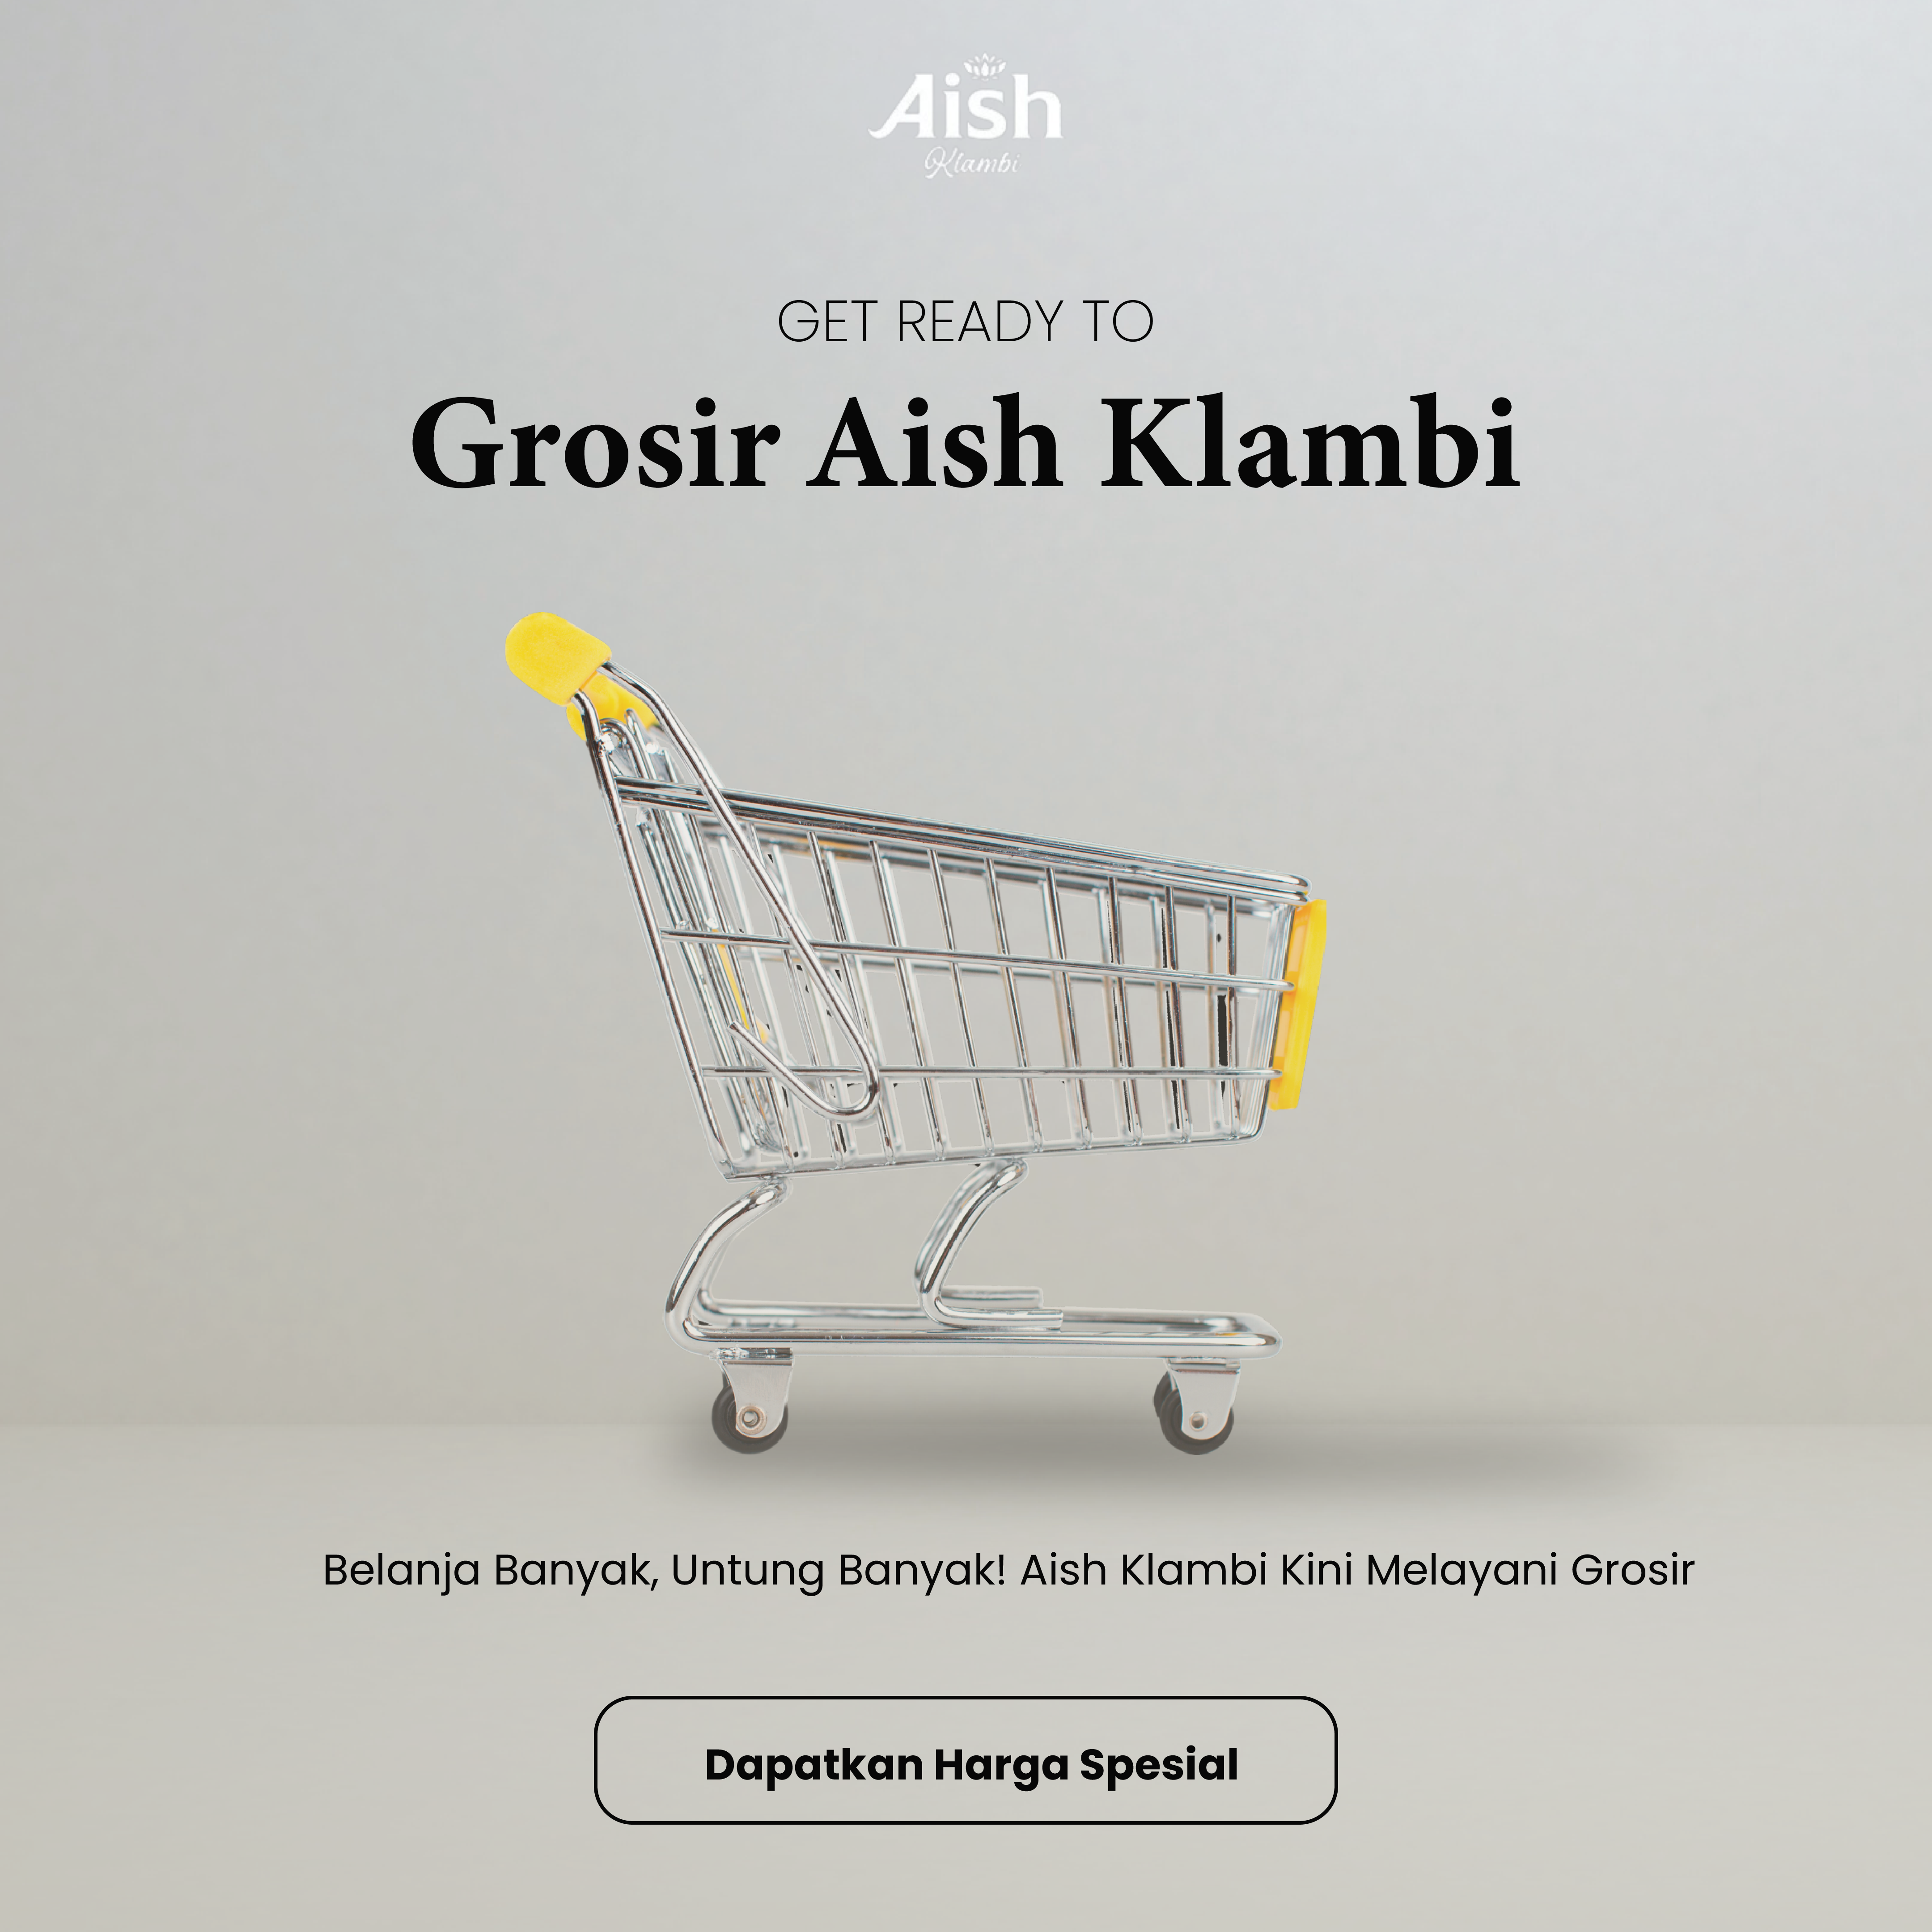 Aish
Klambi
GET READY TO
Grosir Aish Klambi
Belanja Banyak, Untung Banyak! Aish Klambi Kini Melayani Grosir
Dapatkan Harga Spesial